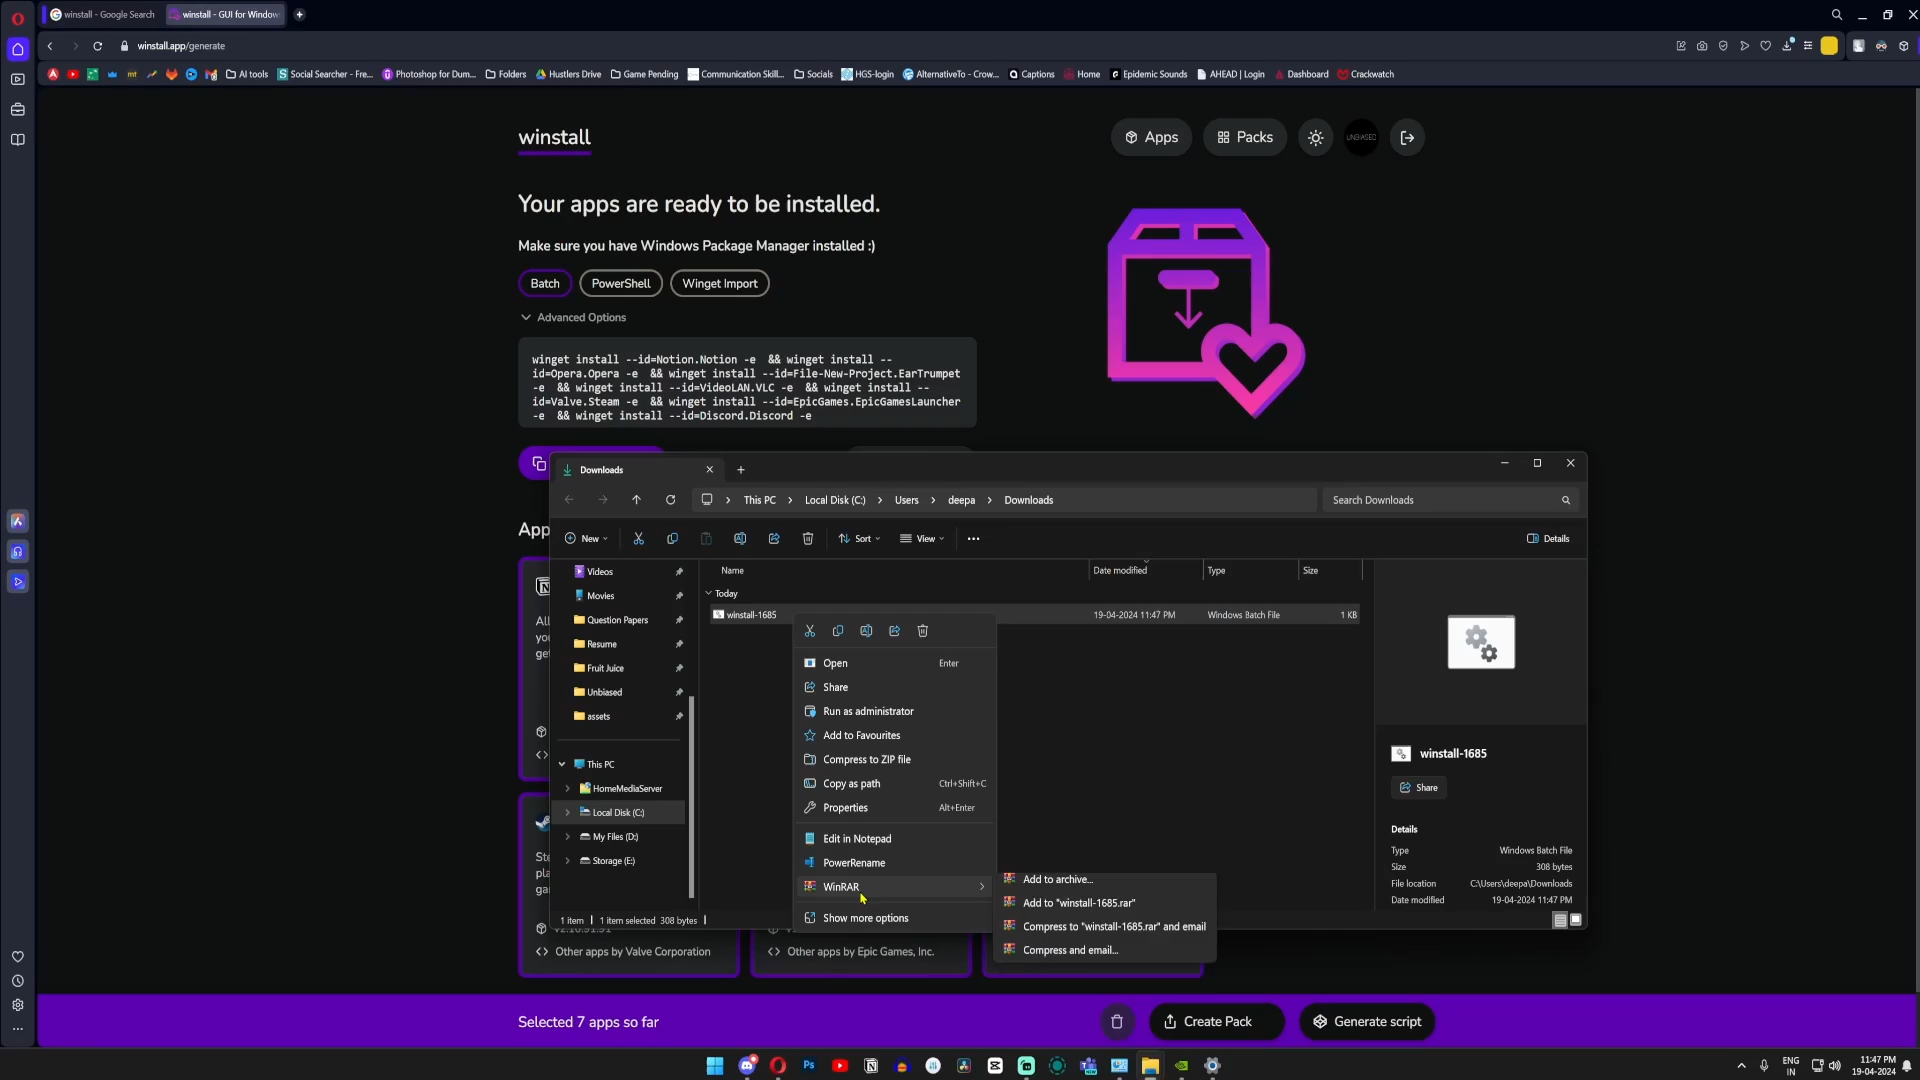 winstall - Google Search
winstall - GUI for Window
winstall.app/generate
AI tools
Social Searcher - Fre...
Photoshop for Dum...
Folders
Hustlers Drive
Game Pending
Communication Skil...
Socials
HGS-login
AlternativeTo - Crow...
Captions
Home
Epidemic Sounds
AHEAD | Login
Dashboard
Crackwatch
winstall
Apps
Packs
UNBIASED
Your apps are ready to be installed.
Make sure you have Windows Package Manager installed :)
Batch
PowerShell
Winget Import
Advanced Options
winget install --id=Notion.Notion -e && winget install --
id=Opera.Opera -e && winget install --id=File-New-Project.EarTrumpet
-e && winget install --id=VideoLAN.VLC -e && winget install --
id=Valve.Steam -e && winget install --id=EpicGames.EpicGamesLauncher
-e && winget install --id=Discord.Discord -e
Downloads
This PC > Local Disk (C:) > Users > deepa > Downloads
Search Downloads
New
Sort
View
Details
App
All
you
get
Ste
pla
gar
Videos
Movies
Question Papers
Resume
Fruit Juice
Unbiased
assets
This PC
HomeMediaServer
Local Disk (C:)
My Files (D:)
Storage (E:)
Name
Date modified
Type
Size
Today
winstall-1685
19-04-2024 11:47 PM
Windows Batch File
1 KB
Open Enter
Share
Run as administrator
Add to Favourites
Compress to ZIP file
Copy as path Ctrl+Shift+C
Properties Alt+Enter
Edit in Notepad
PowerRename
WinRAR
Show more options
Add to archive...
Add to "winstall-1685.rar"
Compress to "winstall-1685.rar" and email
Compress and email...
winstall-1685
Share
Details
Type Windows Batch File
Size 308 bytes
File location C:\Users\deepa\Downloads
Date modified 19-04-2024 11:47 PM
1 item
1 item selected 308 bytes
Other apps by Valve Corporation
Other apps by Epic Games, Inc.
Selected 7 apps so far
Create Pack
Generate script
ENG
IN
11:47 PM
19-04-2024